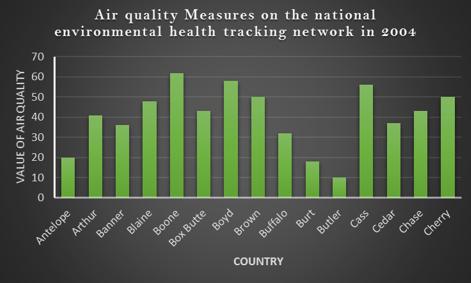 Air quality Measures on the national
environmental health tracking network in 2004
VALUE OF AIR QUALITY
70
60
50
40
30
20
10
0
Antelope
Arthur
Banner
Blaine
Boone
Box Butte
Boyd
Brown
Buffalo
Burt
Butler
Cass
Cedar
Chase
Cherry
COUNTRY